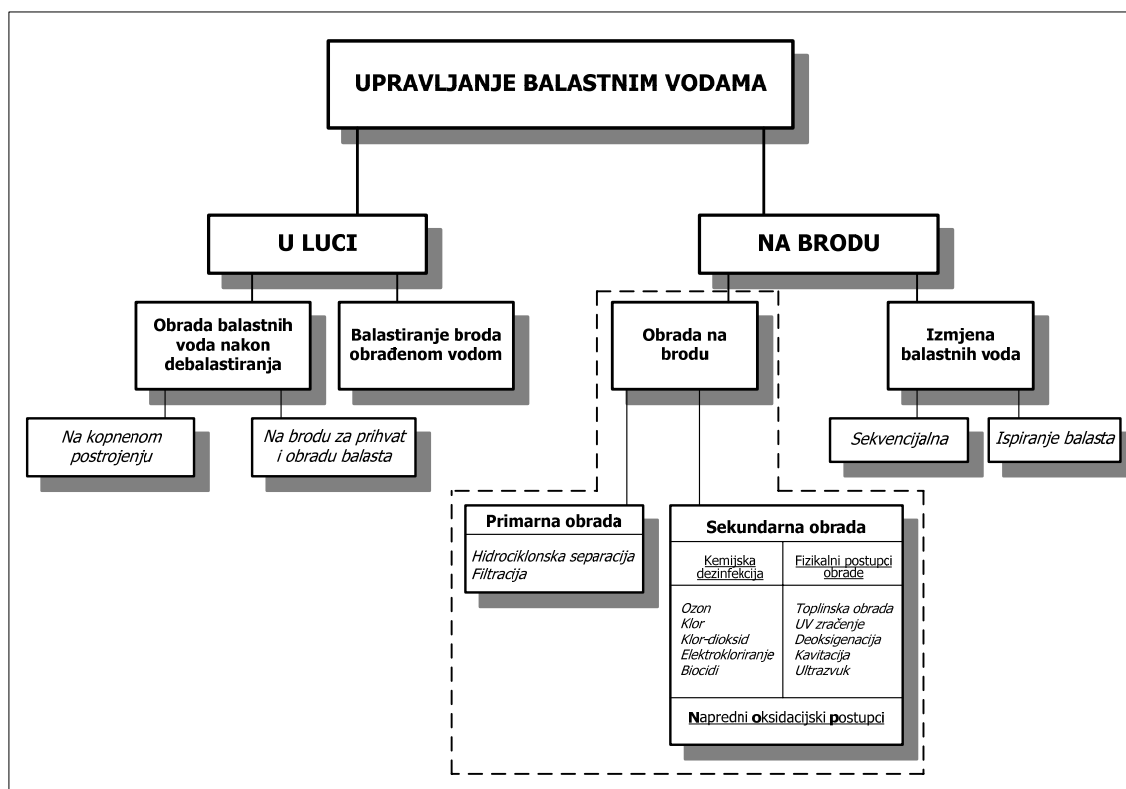 UPRAVLJANJE BALASTNIM VODAMA
U LUCI
NA BRODU
Obrada balastnih
voda nakon
debalastiranja
Balastiranje broda
obrađenom vodom
Obrada na
brodu
Izmjena
balastnih voda
Na kopnenom
postrojenju
Na brodu za prihvat
i obradu balasta
Sekvencijalna
Ispiranje balasta
Primarna obrada
Hidrociklonska separacija
Filtracija
Sekundarna obrada
Kemijska
dezinfekcija
Fizikalni postupci
obrade
Ozon
Klor
Klor-dioksid
Elektrokloriranje
Biocidi
Toplinska obrada
UV zračenje
Deoksigenacija
Kavitacija
Ultrazvuk
Napredni oksidacijski postupci